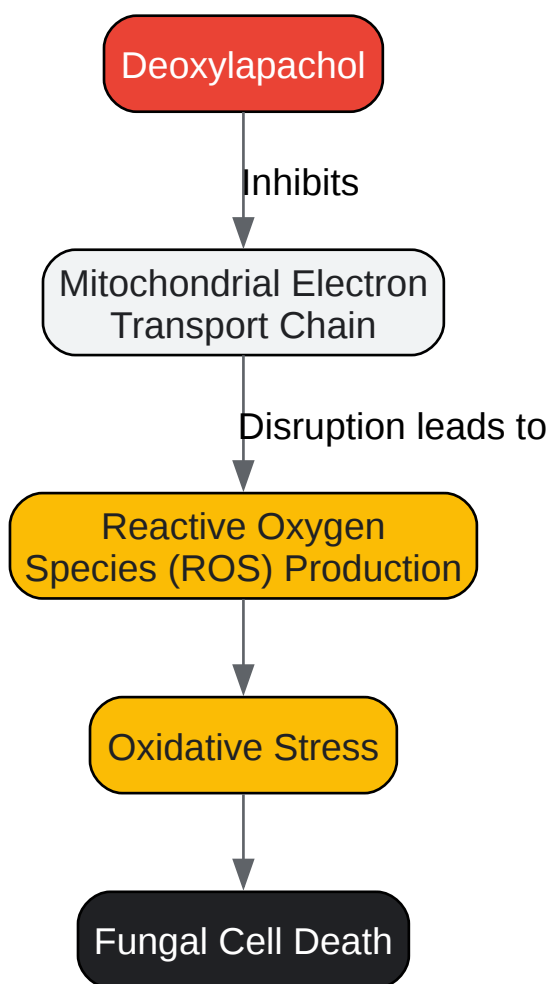 Deoxylapachol
Inhibits
Mitochondrial Electron
Transport Chain
Disruption leads to
Reactive Oxygen
Species (ROS) Production
Oxidative Stress
Fungal Cell Death